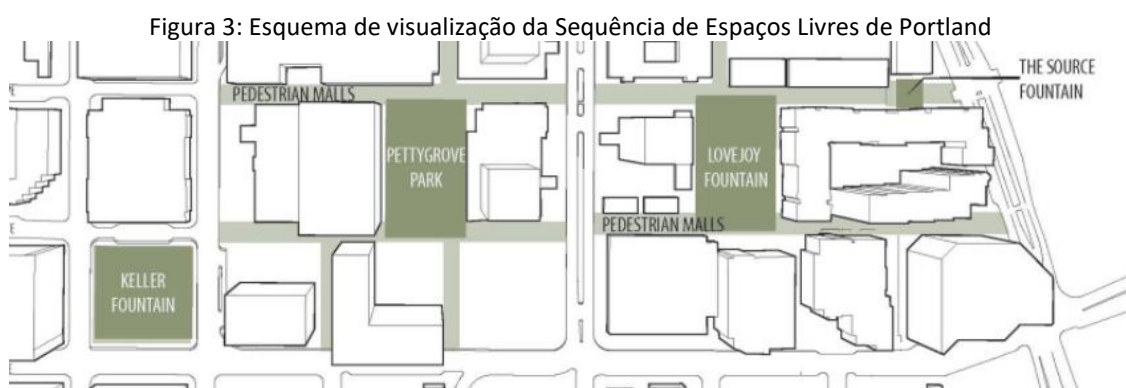 Figura 3: Esquema de visualização da Sequência de Espaços Livres de Portland
THE SOURCE
FOUNTAIN
PEDESTRIAN MALLS
PETTYGROVE
PARK
LOVEJOY
FOUNTAIN
PEDESTRIAN MALLS
KELLER
FOUNTAIN